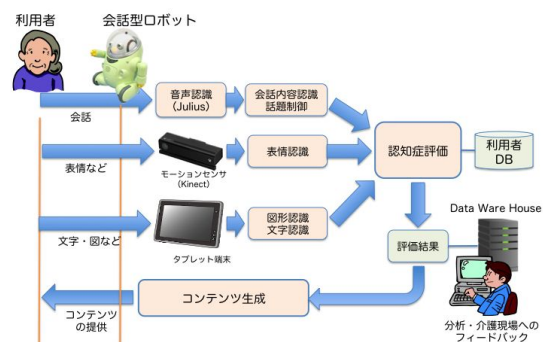 利用者
会話型ロボット
音声認識
(Julius)
会話内容認識
話題制御
会話
認知症評価
利用者
DB
表情認識
表情など
モーションセンサ
(Kinect)
Data Ware House
図形認識
文字認識
文字・図など
評価結果
タブレット端末
コンテンツ生成
コンテンツ
の提供
分析・介護現場への
フィードバック